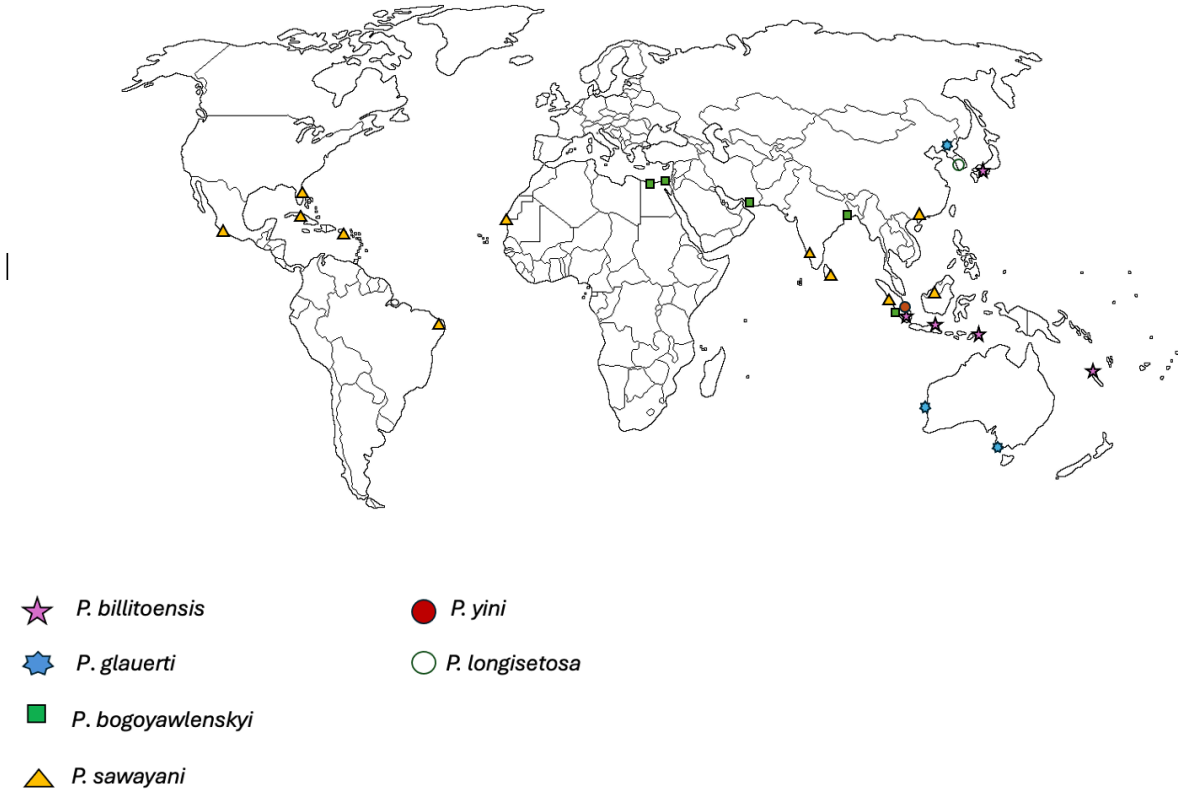 P. billitoensis
P. yini
P. glauerti
P. longisetosa
P. bogoyawlenskyi
P. sawayani